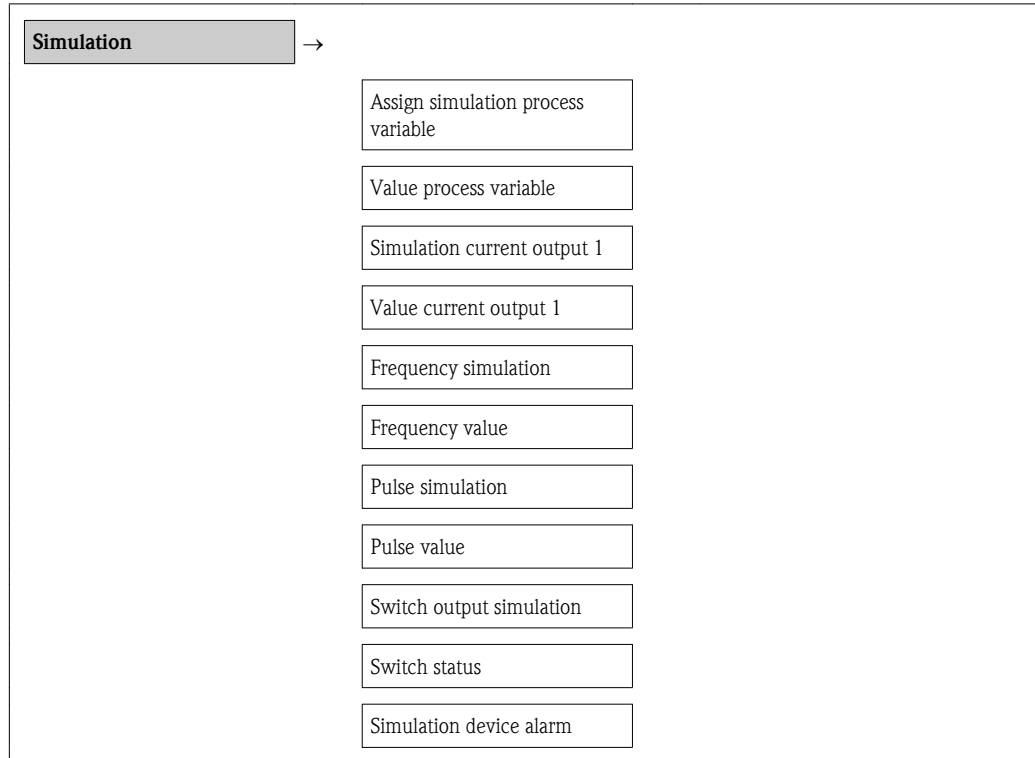 Simulation →
Assign simulation process
variable
Value process variable
Simulation current output 1
Value current output 1
Frequency simulation
Frequency value
Pulse simulation
Pulse value
Switch output simulation
Switch status
Simulation device alarm